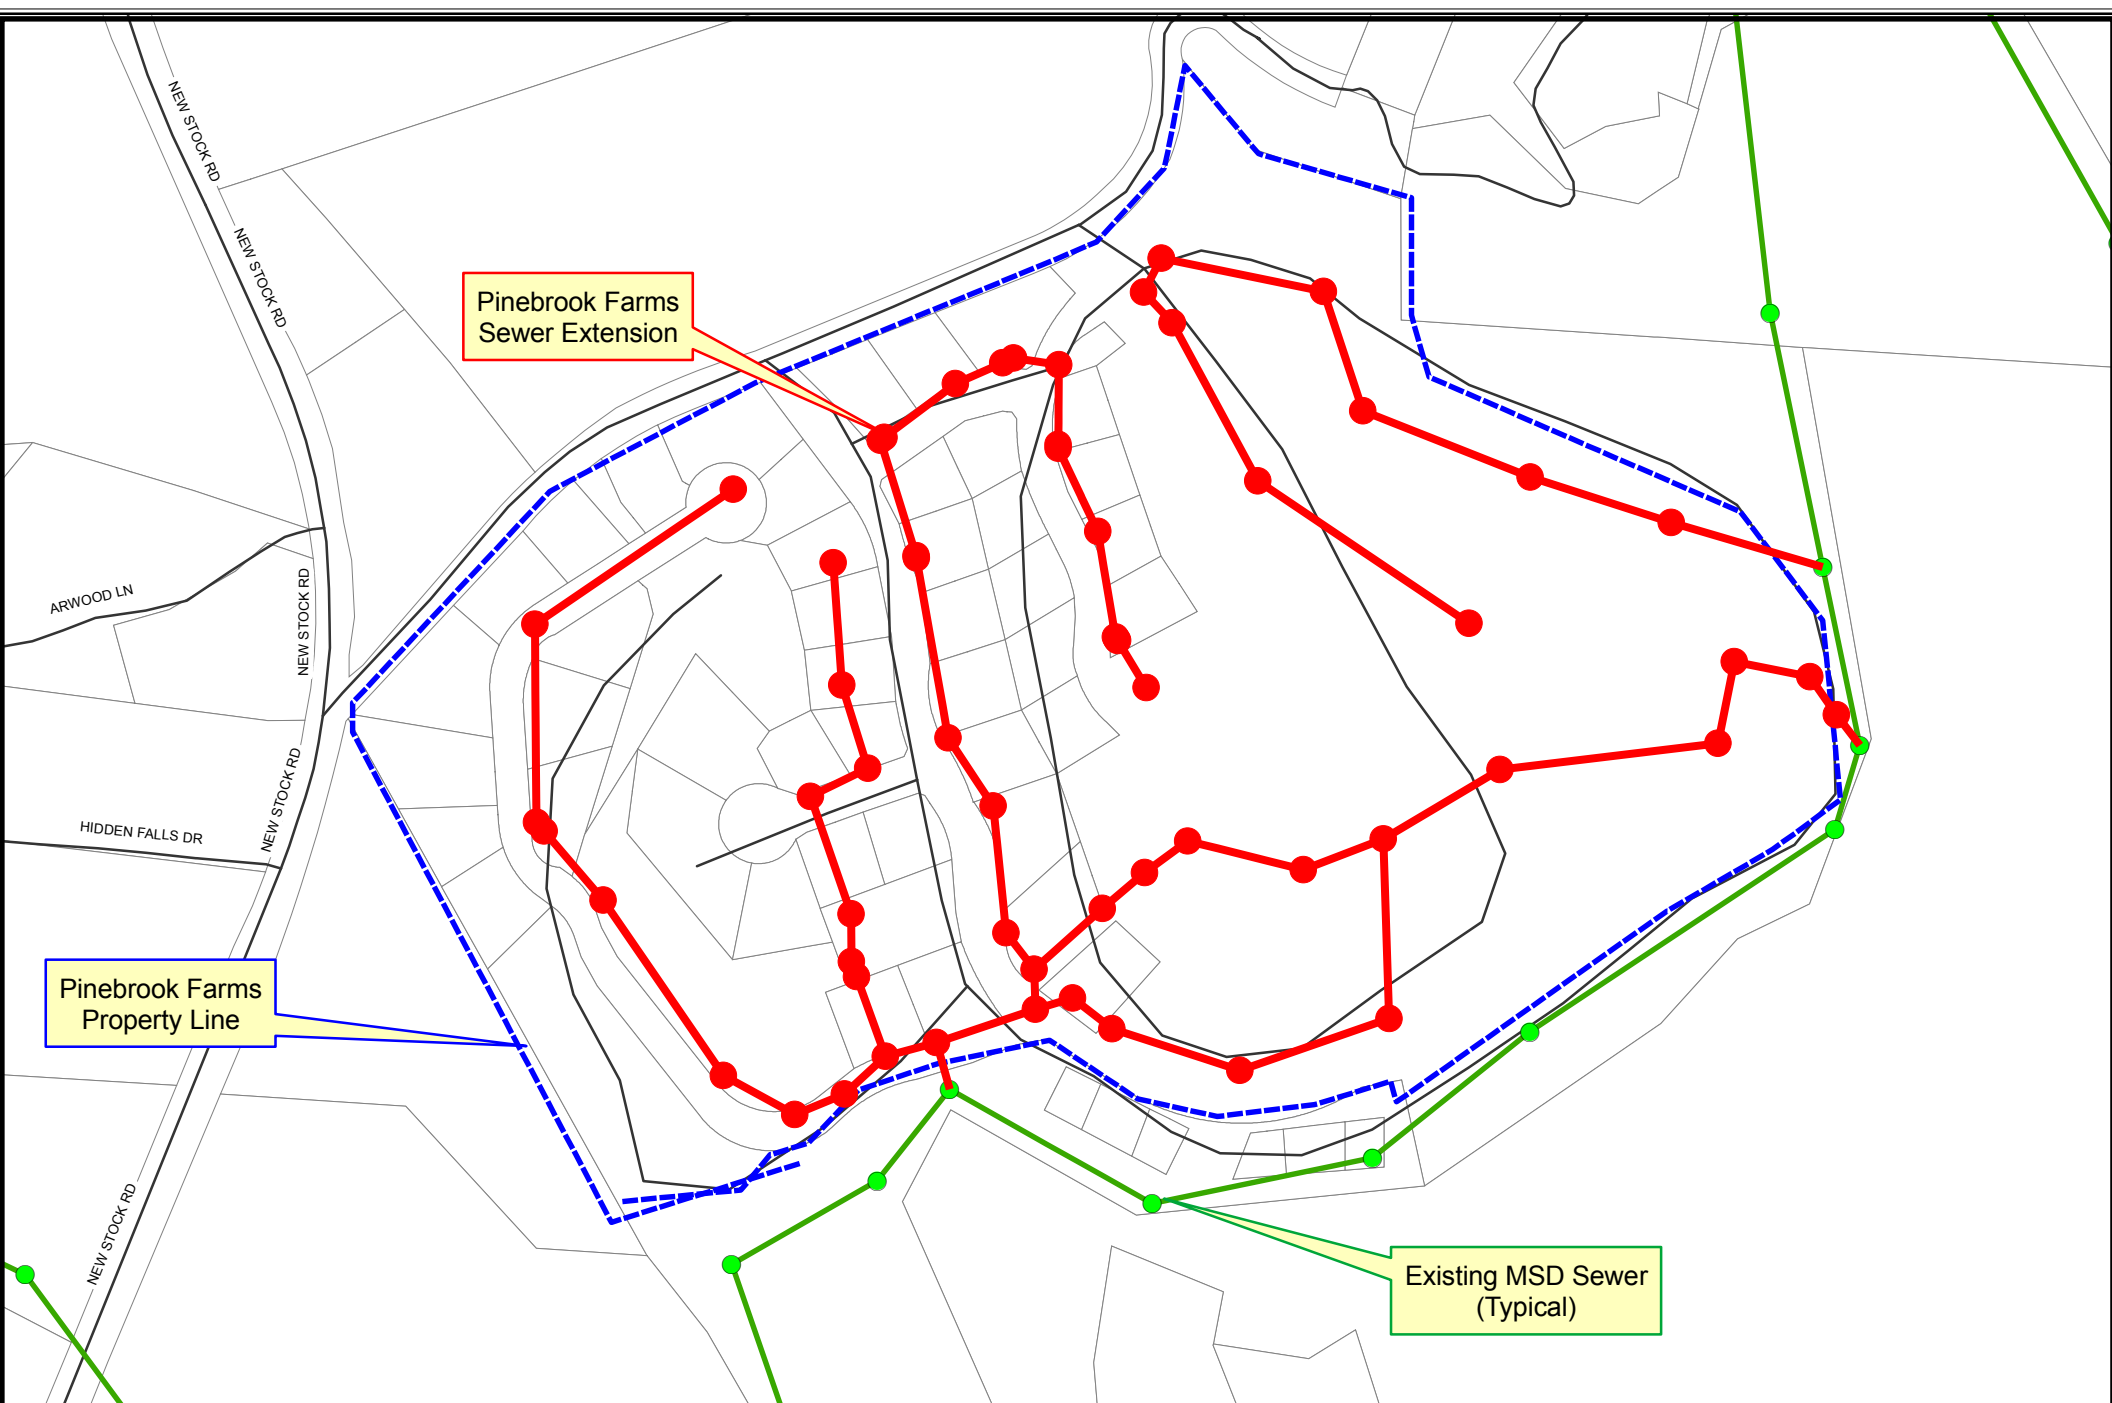 NEW STOCK RD
NEW STOCK RD
Pinebrook Farms
Sewer Extension
ARWOOD LN
NEW STOCK RD
NEW STOCK RD
HIDDEN FALLS DR
Pinebrook Farms
Property Line
NEW STOCK RD
Existing MSD Sewer
(Typical)